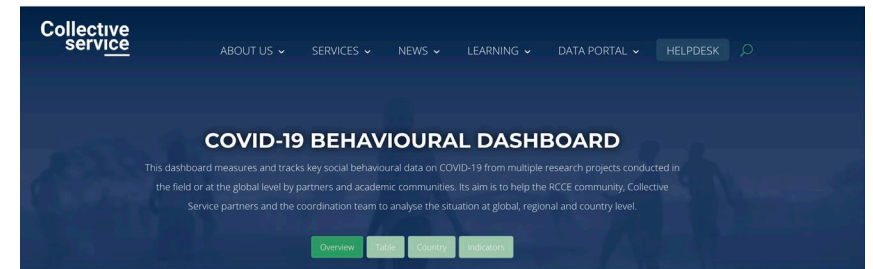 Collective
service
ABOUT US SERVICES NEWS LEARNING DATA PORTAL HELPDESK
COVID-19 BEHAVIOURAL DASHBOARD
This dashboard measures and tracks key social behavioural data on COVID-19 from multiple research projects conducted in
the field or at the global level by partners and academic communities. Its aim is to help the RCCE community, Collective
Service partners and the coordination team to analyse the situation at global, regional and country level.
Overview Table Country Indicators